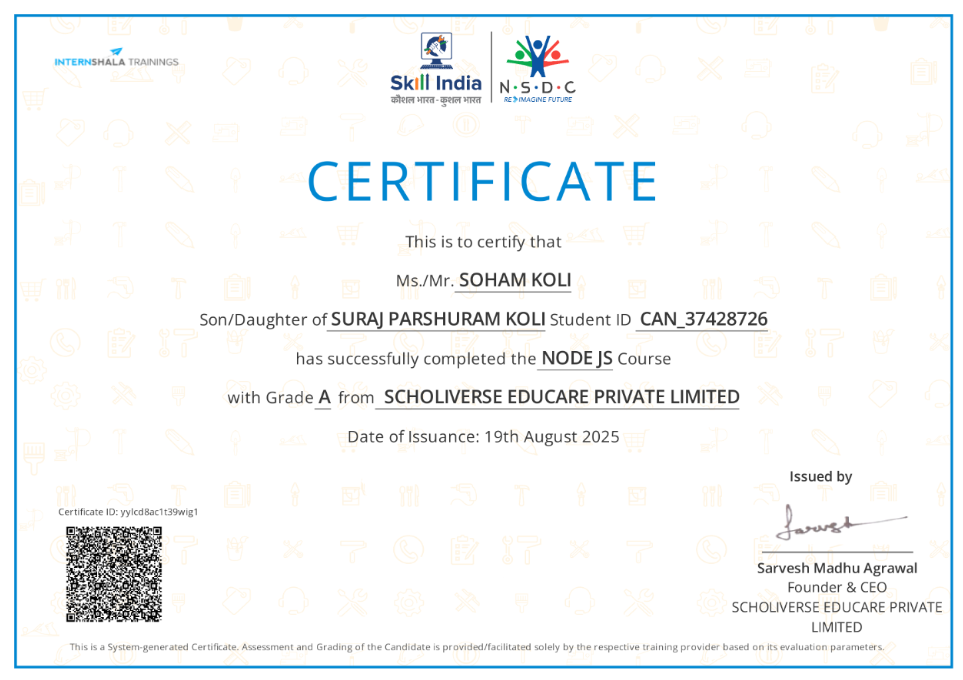 INTERNSHALA TRAININGS
Skill India
कौशल भारत - कुशल भारत
N·S·D·C
RE IMAGINE FUTURE
CERTIFICATE
This is to certify that
Ms./Mr. SOHAM KOLI
Son/Daughter of SURAJ PARSHURAM KOLI Student ID CAN_37428726
has successfully completed the NODE JS Course
with Grade A from SCHOLIVERSE EDUCARE PRIVATE LIMITED
Date of Issuance: 19th August 2025
Issued by
Certificate ID: yylcd8ac1t39wig1
Sarvesh
Sarvesh Madhu Agrawal
Founder & CEO
SCHOLIVERSE EDUCARE PRIVATE
LIMITED
This is a System-generated Certificate. Assessment and Grading of the Candidate is provided/facilitated solely by the respective training provider based on its evaluation parameters.